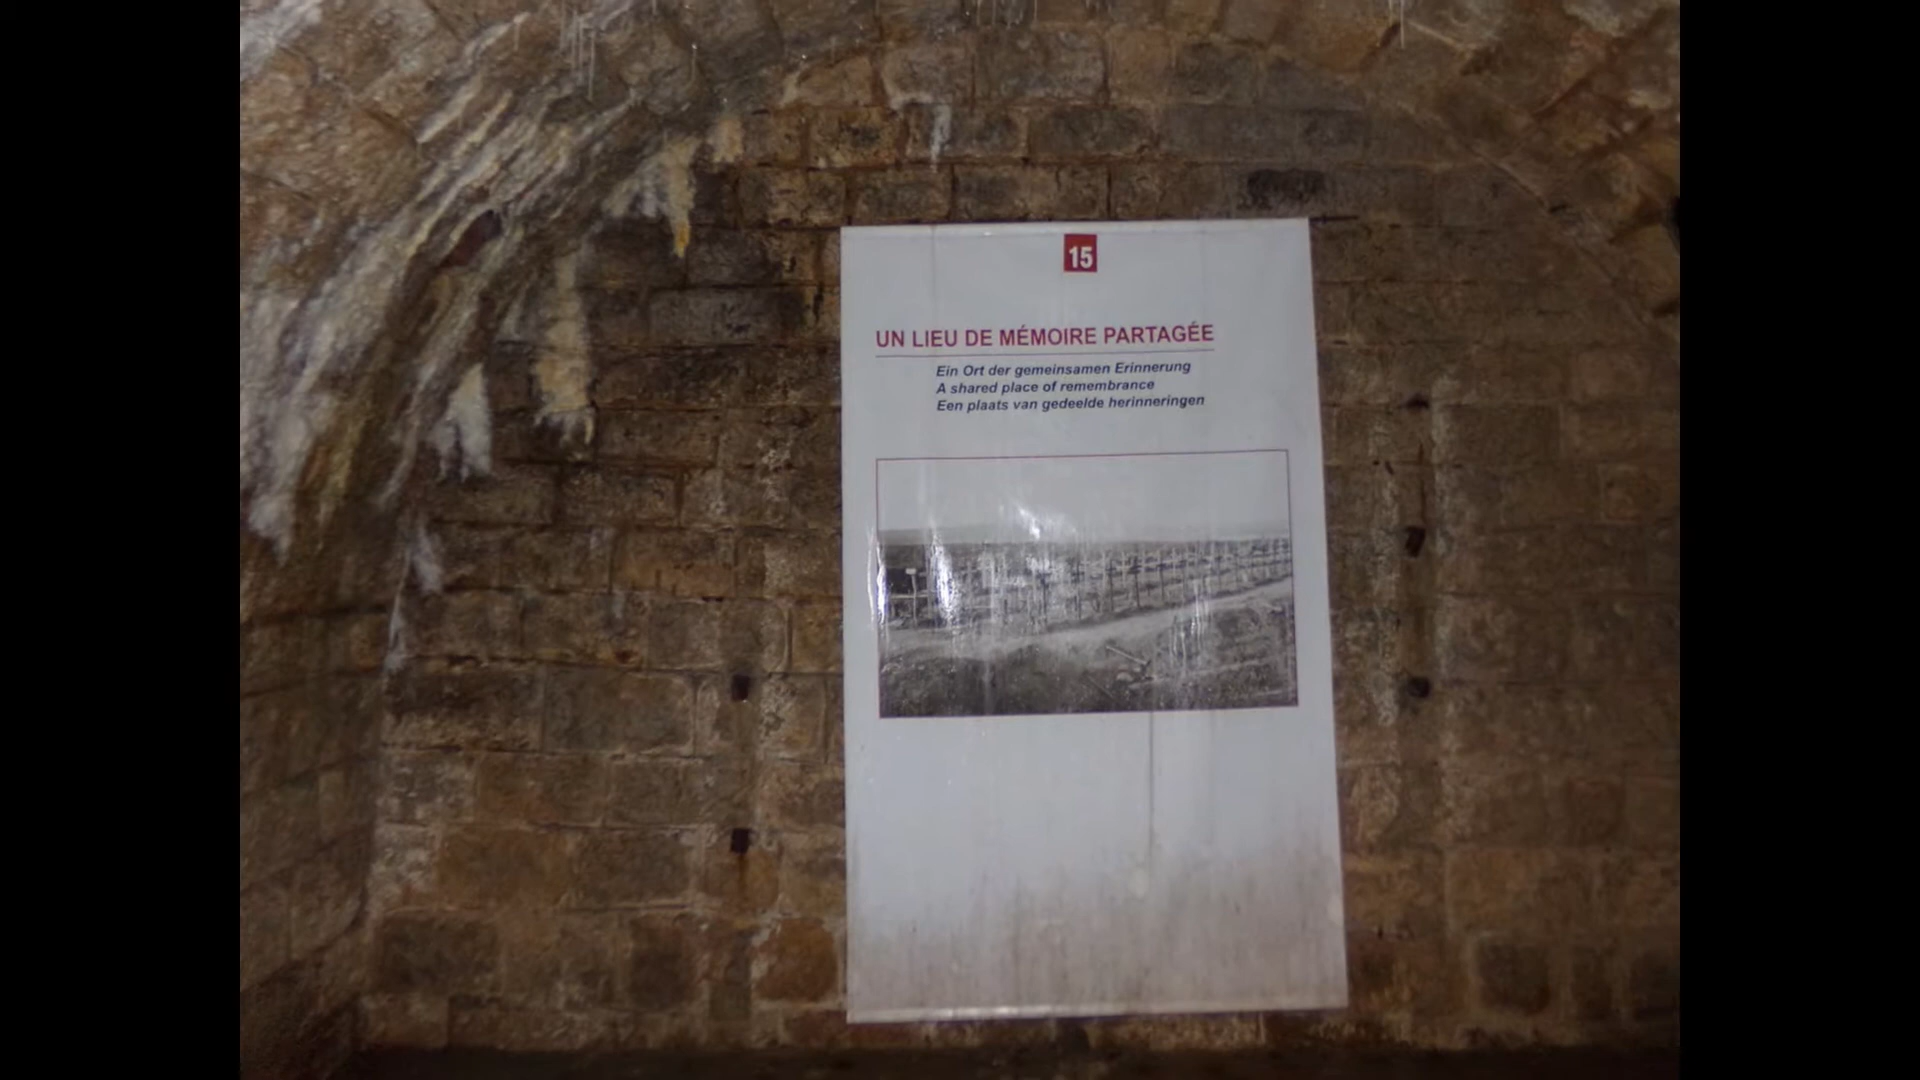 15
UN LIEU DE MÉMOIRE PARTAGÉE
Ein Ort der gemeinsamen Erinnerung
A shared place of remembrance
Een plaats van gedeelde herinneringen